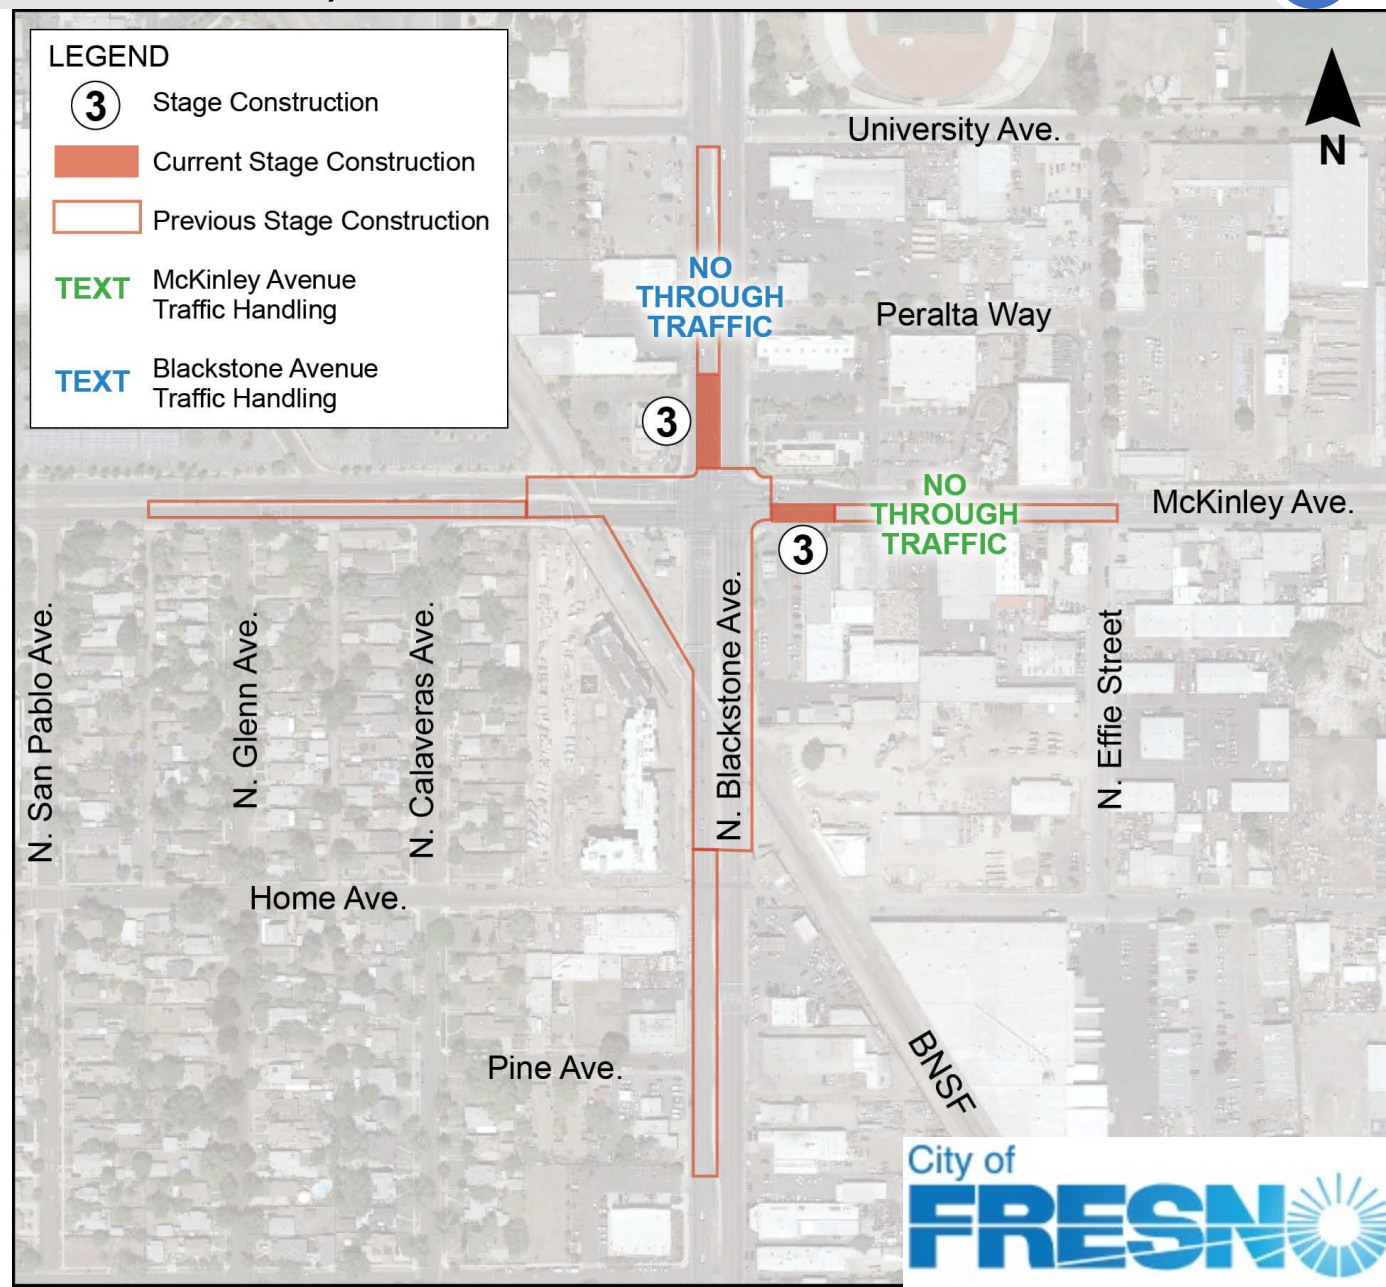 LEGEND
3 Stage Construction
Current Stage Construction
Previous Stage Construction
TEXT McKinley Avenue
Traffic Handling
TEXT Blackstone Avenue
Traffic Handling
University Ave.
N
NO
THROUGH
TRAFFIC
Peralta Way
3
NO
THROUGH
TRAFFIC
McKinley Ave.
3
N. San Pablo Ave.
N. Glenn Ave.
N. Calaveras Ave.
N. Blackstone Ave.
N. Effie Street
Home Ave.
Pine Ave.
BNSF
City of
FRESNO